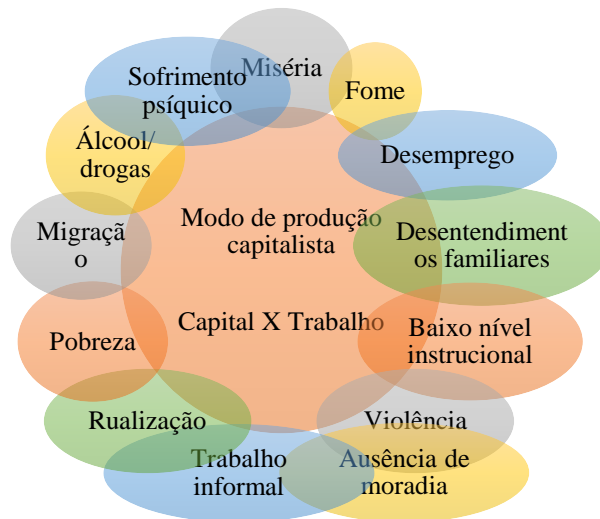 Miséria
Fome
Desemprego
Desentendiment
os familiares
Baixo nível
instrucional
Violência
Ausência de
moradia
Trabalho
informal
Rualização
Pobreza
Migraçã
o
Álcool/
drogas
Sofrimento
psíquico
Modo de produção
capitalista
Capital X Trabalho